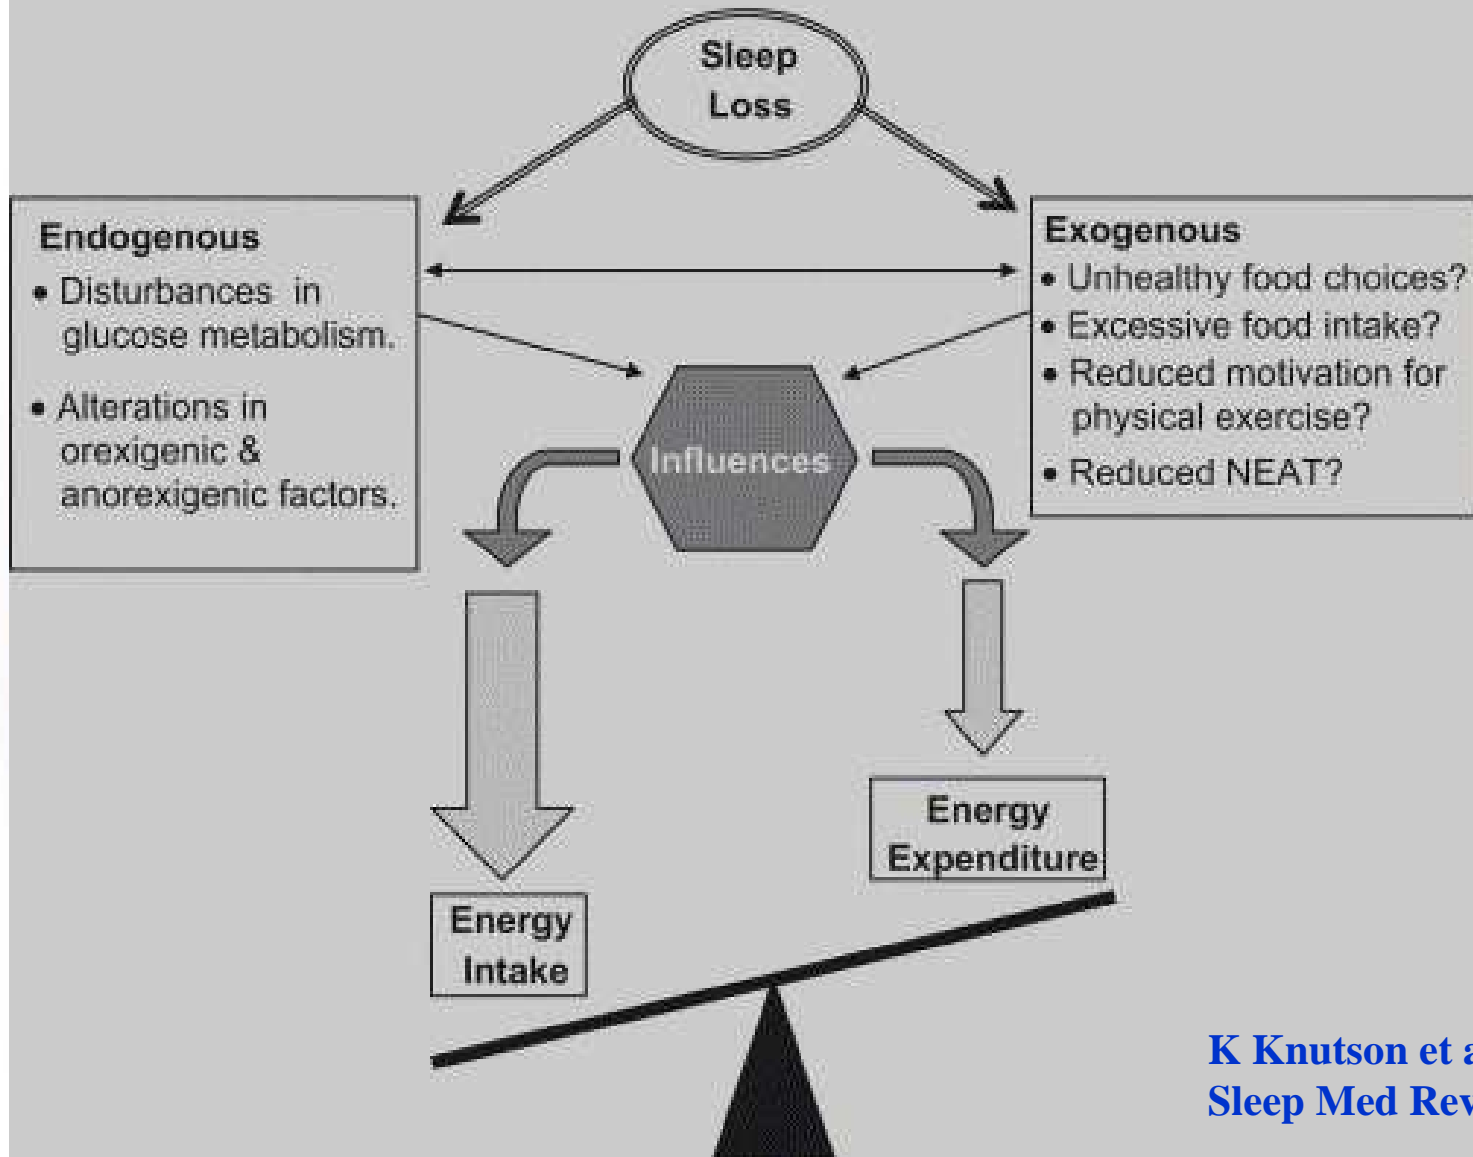 Sleep
Loss
Endogenous
• Disturbances in
glucose metabolism.
• Alterations in
orexigenic &
anorexigenic factors.
Exogenous
• Unhealthy food choices?
• Excessive food intake?
• Reduced motivation for
physical exercise?
• Reduced NEAT?
Influences
Energy
Expenditure
Energy
Intake
K Knutson et a
Sleep Med Rev